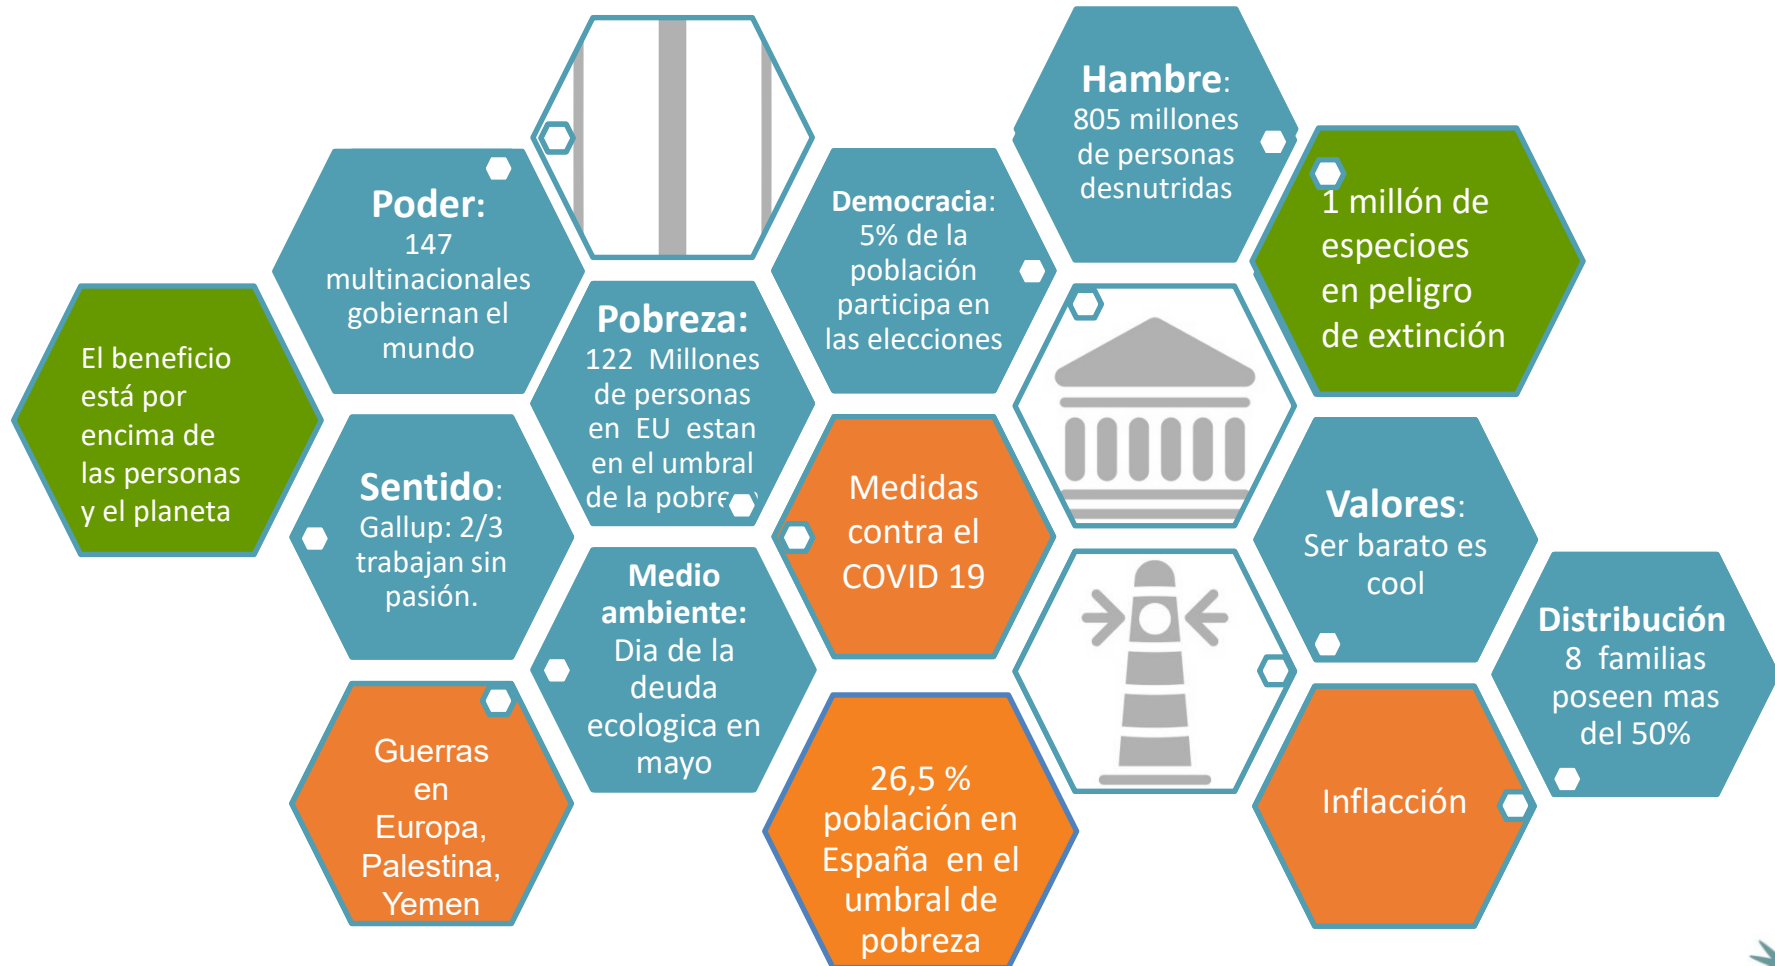 Hambre:
805 millones
de personas
desnutridas
Poder:
147
multinacionales
gobiernan el
mundo
Democracia:
5% de la
población
participa en
las elecciones
1 millón de
especioes
en peligro
de extinción
El beneficio
está por
encima de
las personas
y el planeta
Pobreza:
122 Millones
de personas
en EU estan
en el umbral
de la
Sentido:
Gallup: 2/3
trabajan sin
pasión.
Medidas
contra el
COVID 19
Valores:
Ser barato es
cool
Medio
ambiente:
Dia de la
deuda
ecologica en
mayo
Distribución
8 familias
poseen mas
del 50%
Guerras
en
Europa,
Palestina,
Yemen
26,5 %
población en
España en el
umbral de
pobreza
Inflacción